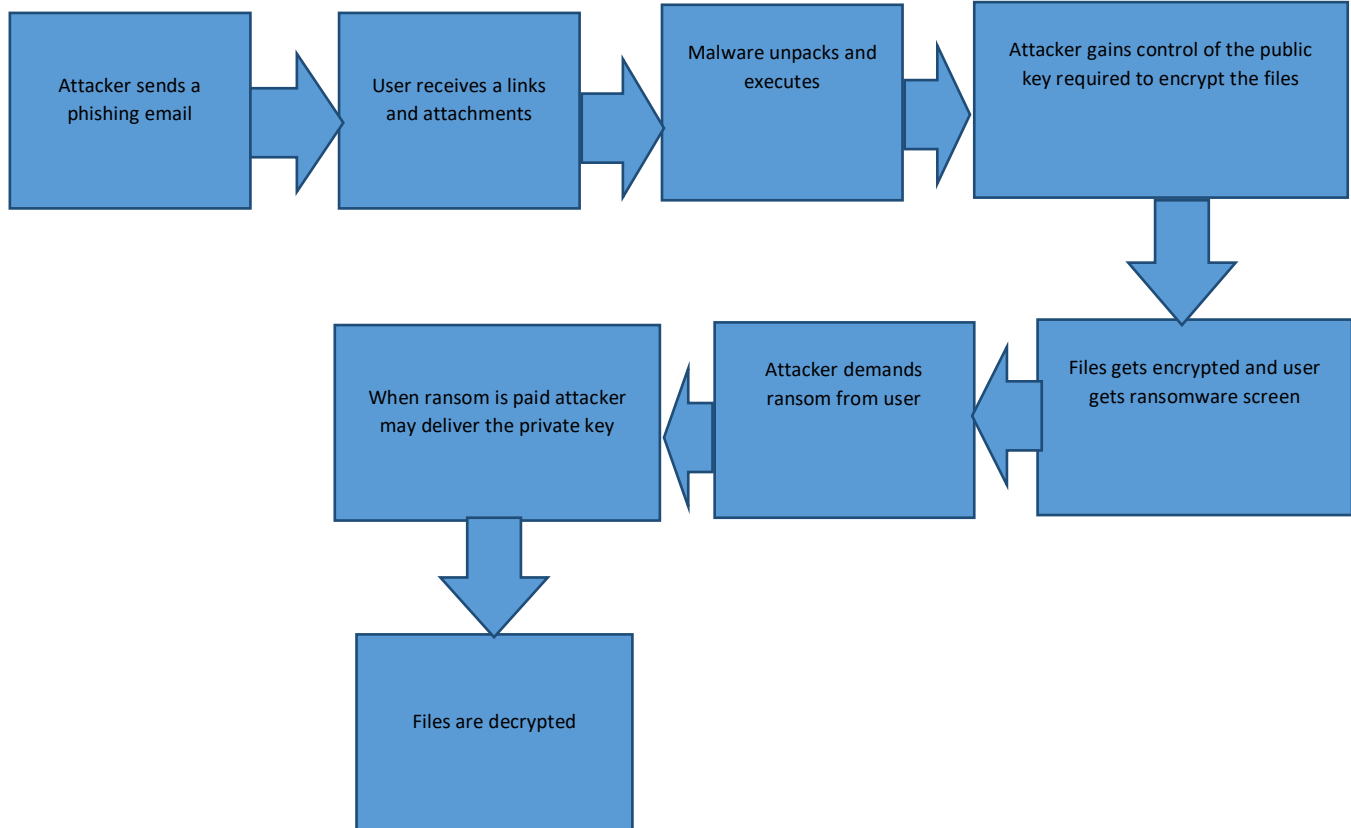 Attacker sends a
phishing email
User receives a links
and attachments
Malware unpacks and
executes
Attacker gains control of the public
key required to encrypt the files
Files gets encrypted and user
gets ransomware screen
Attacker demands
ransom from user
When ransom is paid attacker
may deliver the private key
Files are decrypted